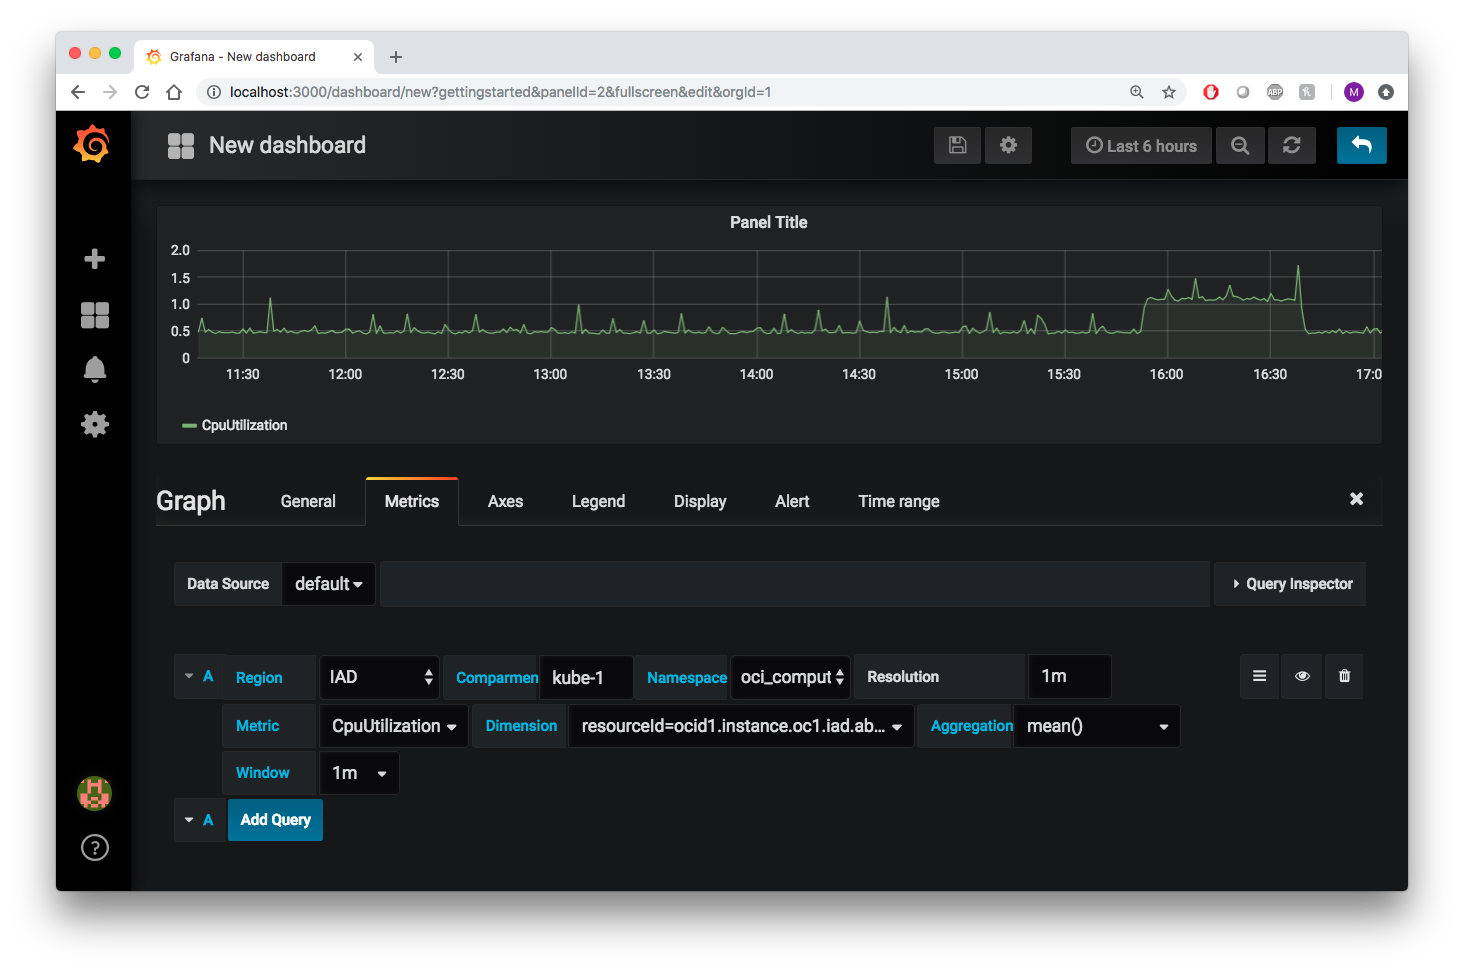 Grafana - New dashboard
localhost:3000/dashboard/new?gettingstarted&panelId=2&fullscreen&edit&orgId=1
ABP
M
New dashboard
Last 6 hours
Panel Title
2.0
1.5
1.0
0.5
0
11:30 12:00 12:30 13:00 13:30 14:00 14:30 15:00 15:30 16:00 16:30 17:0
CpuUtilization
Graph General Metrics Axes Legend Display Alert Time range
Data Source default Query Inspector
A Region IAD Comparmen kube-1 Namespace oci_comput Resolution 1m
Metric CpuUtilization Dimension resourceId=ocid1.instance.oc1.iad.ab... Aggregation mean()
Window 1m
A Add Query
?